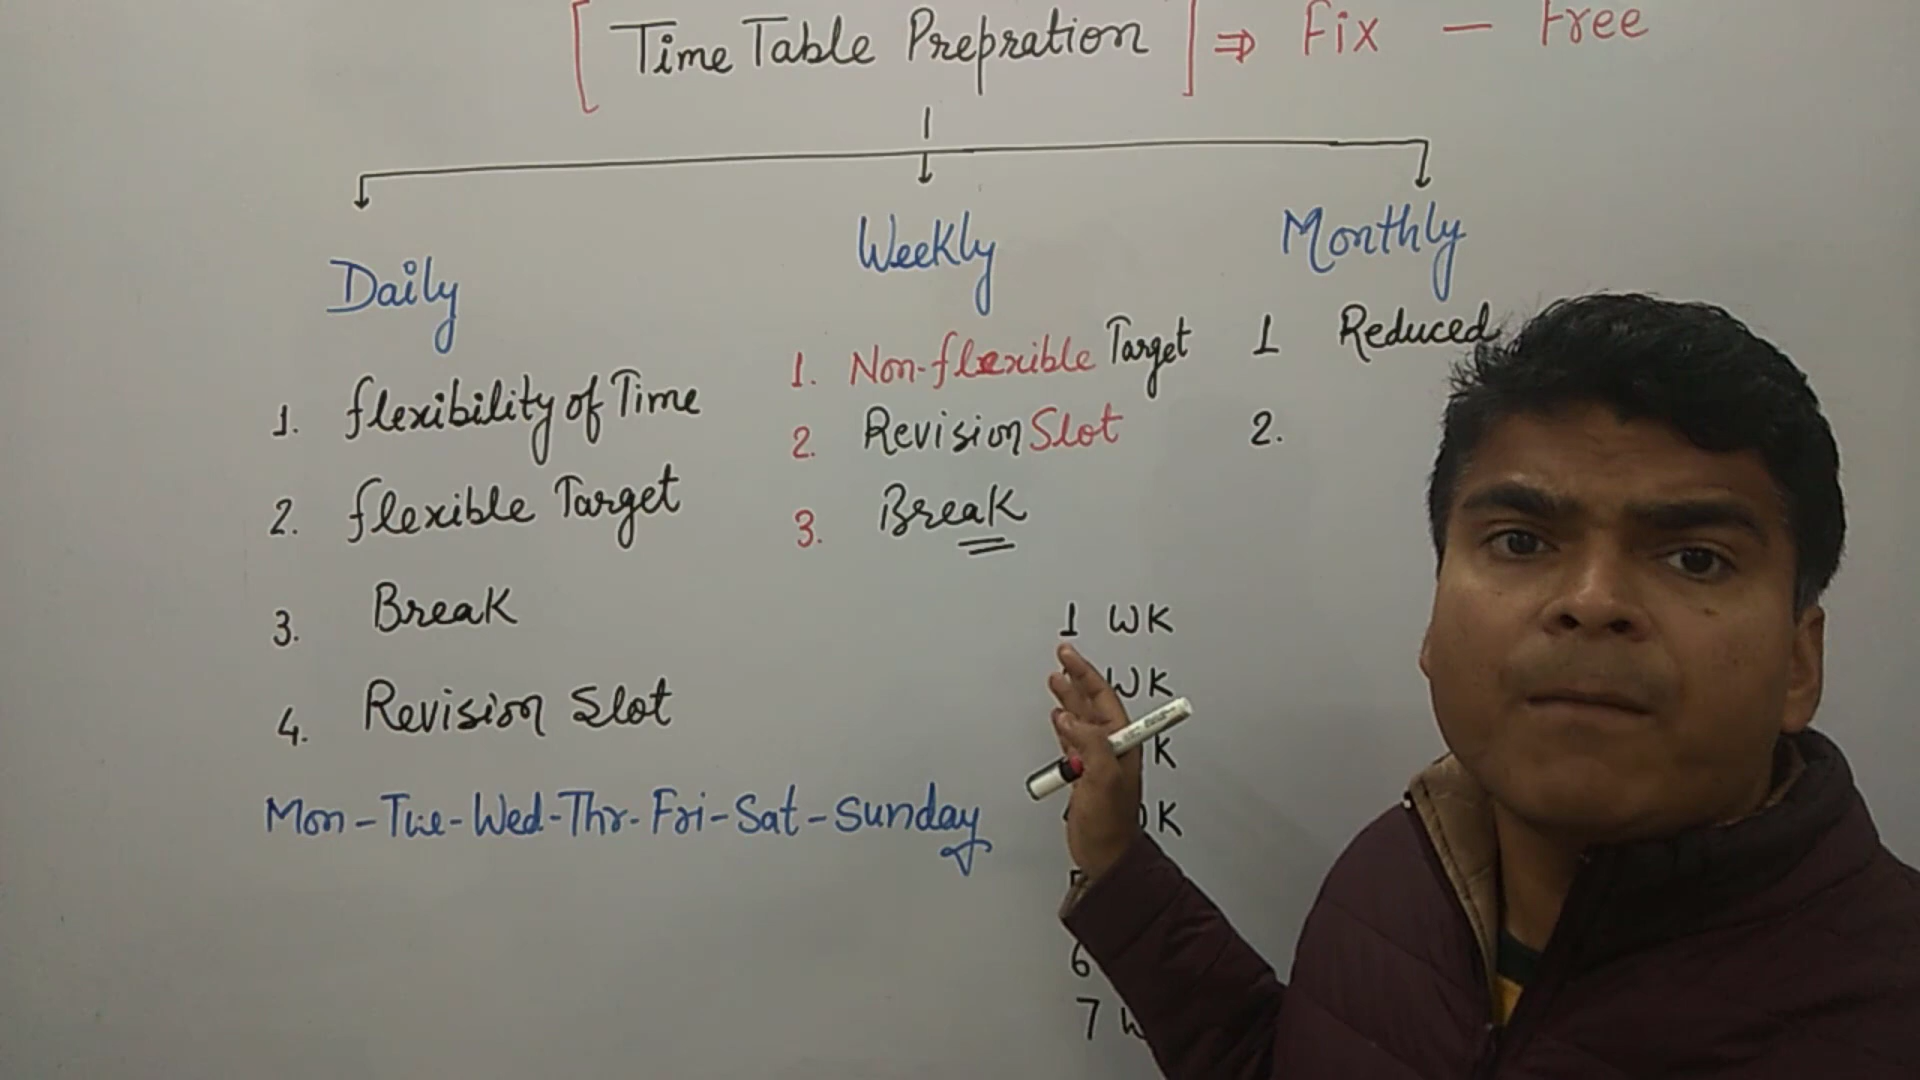 [ Time Table Prepration ] ⇒ Fix — Free
Daily
1. flexibility of Time
2. flexible Target
3. Break
4. Revision Slot
Mon-Tue-Wed-Thr-Fri-Sat-Sunday
Weekly
1. Non-flexible Target
2. Revision Slot
3. Break
1 WK
WK
K
K
6
7 W
Monthly
1 Reduced
2.